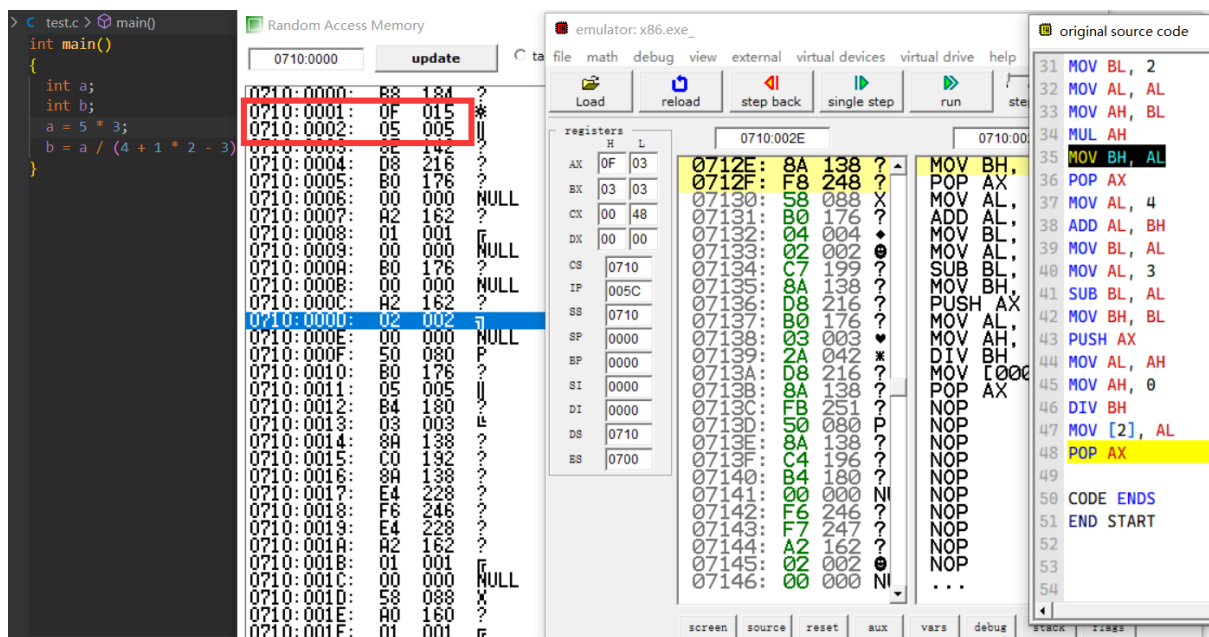 test.c > main()
int main()
{
int a;
int b;
a = 5 * 3;
b = a / (4 + 1 * 2 - 3)
}
Random Access Memory
0710:0000
update
0710:0000: B8 184 ?
0710:0001: 0F 015 *
0710:0002: 05 005
0710:0004: D8 216 ?
0710:0005: B0 176 ?
0710:0006: 00 000 NULL
0710:0007: A2 162 ?
0710:0008: 01 001
0710:0009: 00 000 NULL
0710:000A: B0 176 ?
0710:000B: 00 000 NULL
0710:000C: A2 162 ?
0710:000D: 02 002
0710:000E: 00 000 NULL
0710:000F: 50 080 P
0710:0010: B0 176 ?
0710:0011: 05 005
0710:0012: B4 180 ?
0710:0013: 03 003
0710:0014: 8A 138 ?
0710:0015: C0 192 ?
0710:0016: 8A 138 ?
0710:0017: E4 228 ?
0710:0018: F6 246 ?
0710:0019: E4 228 ?
0710:001A: A2 162 ?
0710:001B: 01 001
0710:001C: 00 000 NULL
0710:001D: 58 088 X
0710:001E: A0 160 ?
0710:001F: 01 001
emulator: x86.exe_
file math debug view external virtual devices virtual drive help
Load reload step back single step run
registers
H L
0710:002E
AX 0F 03
BX 03 03
CX 00 48
DX 00 00
CS 0710
IP 005C
SS 0710
SP 0000
BP 0000
SI 0000
DI 0000
DS 0710
ES 0700
0712E: 8A 138 ?
0712F: F8 248 ?
07130: 58 088 X
07131: B0 176 ?
07132: 04 004 ♦
07133: 02 002 ☻
07134: C7 199 ?
07135: 8A 138 ?
07136: D8 216 ?
07137: B0 176 ?
07138: 03 003 ♥
07139: 2A 042 *
0713A: D8 216 ?
0713B: 8A 138 ?
0713C: FB 251 ?
0713D: 50 080 P
0713E: 8A 138 ?
0713F: C4 196 ?
07140: B4 180 ?
07141: 00 000
07142: F6 246 ?
07143: F7 247 ?
07144: A2 162 ?
07145: 02 002 ☻
07146: 00 000
MOV BH,
POP AX
MOV AL,
ADD AL,
MOV BL,
MOV AL,
SUB BL,
MOV BH,
PUSH AX
MOV AL,
MOV AH,
DIV BH
MOV [000
POP AX
NOP
NOP
NOP
NOP
NOP
NOP
NOP
NOP
NOP
NOP
...
screen source reset aux vars debug stack flags
original source code
31 MOV BL, 2
32 MOV AL, AL
33 MOV AH, BL
34 MUL AH
35 MOV BH, AL
36 POP AX
37 MOV AL, 4
38 ADD AL, BH
39 MOV BL, AL
40 MOV AL, 3
41 SUB BL, AL
42 MOV BH, BL
43 PUSH AX
44 MOV AL, AH
45 MOV AH, 0
46 DIV BH
47 MOV [2], AL
48 POP AX
49
50 CODE ENDS
51 END START
52
53
54